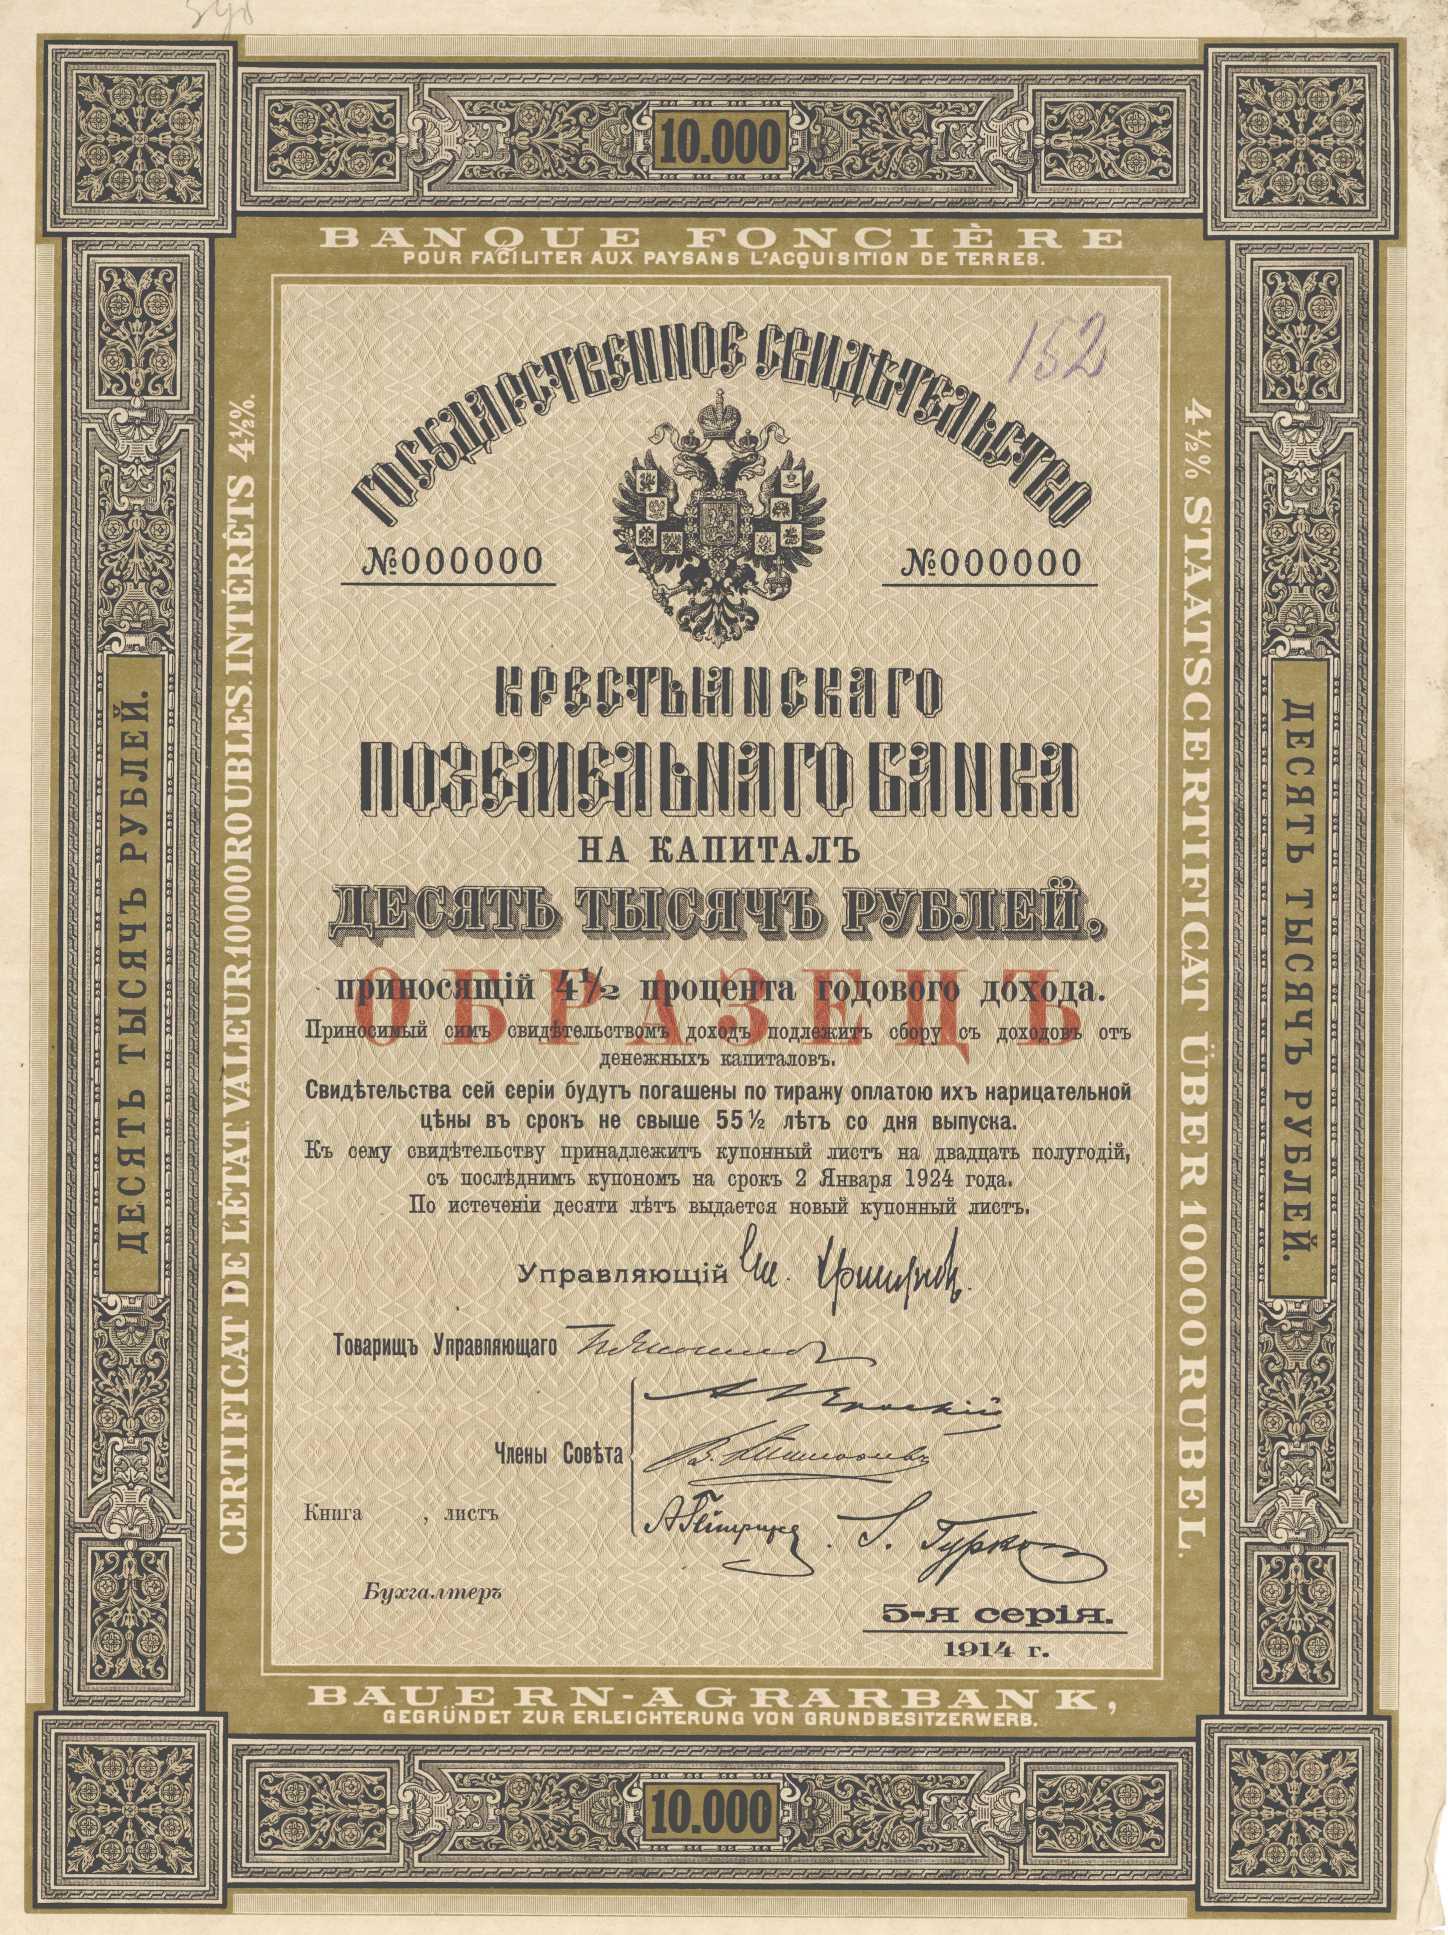 10.000
BANQUE FONCIÈRE
POUR FACILITER AUX PAYSANS L'ACQUISITION DE TERRES.
152
ГОСУДАРСТВЕННОЕ СВИДѢТЕЛЬСТВО
№000000
№000000
КРЕСТЬЯНСКАГО
ПОЗЕМЕЛЬНАГО БАНКА
НА КАПИТАЛЪ
ДЕСЯТЬ ТЫСЯЧЪ РУБЛЕЙ,
приносящій 4½ процента годового дохода.
ОБРАЗЕЦЪ
Приносимый симъ свидѣтельствомъ доходъ подлежитъ сбору съ доходовъ отъ
денежныхъ капиталовъ.
Свидѣтельства сей серіи будутъ погашены по тиражу оплатою ихъ нарицательной
цѣны въ срокъ не свыше 55½ лѣтъ со дня выпуска.
Къ сему свидѣтельству принадлежитъ купонный листъ на двадцать полугодій,
съ послѣднимъ купономъ на срокъ 2 Января 1924 года.
По истеченіи десяти лѣтъ выдается новый купонный листъ.
Управляющій
Товарищъ Управляющаго
Члены Совѣта
Книга , листъ
Гурко
Бухгалтеръ
5-я серія.
1914 г.
BAUERN-AGRARBANK,
GEGRÜNDET ZUR ERLEICHTERUNG VON GRUNDBESITZERWERB.
10.000
ДЕСЯТЬ ТЫСЯЧЪ РУБЛЕЙ.
CERTIFICAT DE L'ÉTAT. VALEUR 10000 ROUBLES. INTÉRÊTS 4½%.
4½% STAATSCERTIFICAT ÜBER 10000 RUBEL.
ДЕСЯТЬ ТЫСЯЧЪ РУБЛЕЙ.